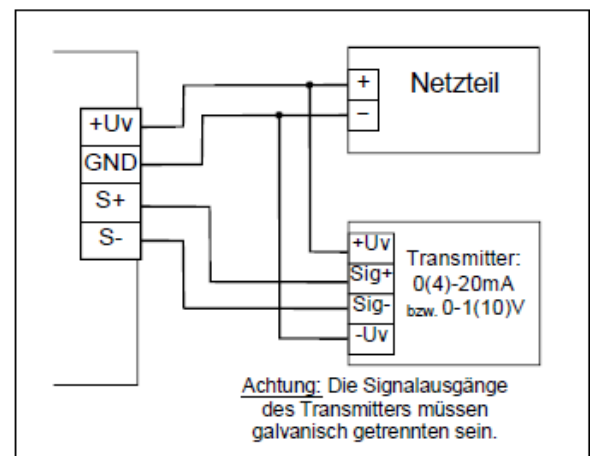 +Uv
GND
S+
S-
+
−
Netzteil
+Uv
Sig+
Sig-
-Uv
Transmitter:
0(4)-20mA
bzw. 0-1(10)V
Achtung: Die Signalausgänge
des Transmitters müssen
galvanisch getrennten sein.